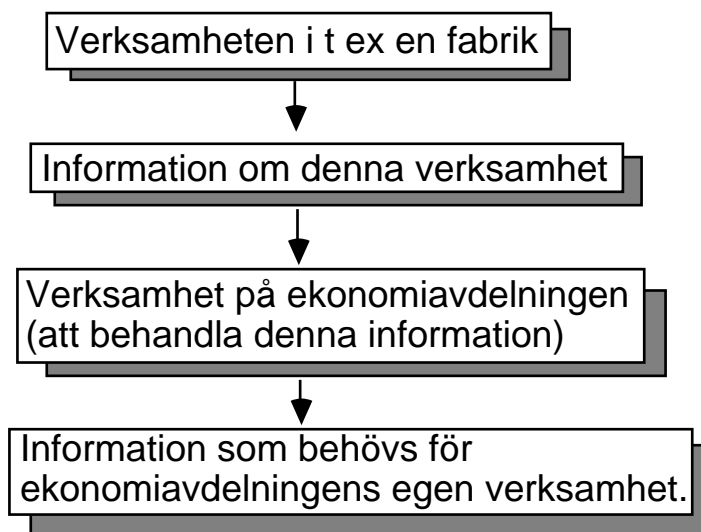 Verksamheten i t ex en fabrik
Information om denna verksamhet
Verksamhet på ekonomiavdelningen
(att behandla denna information)
Information som behövs för
ekonomiavdelningens egen verksamhet.